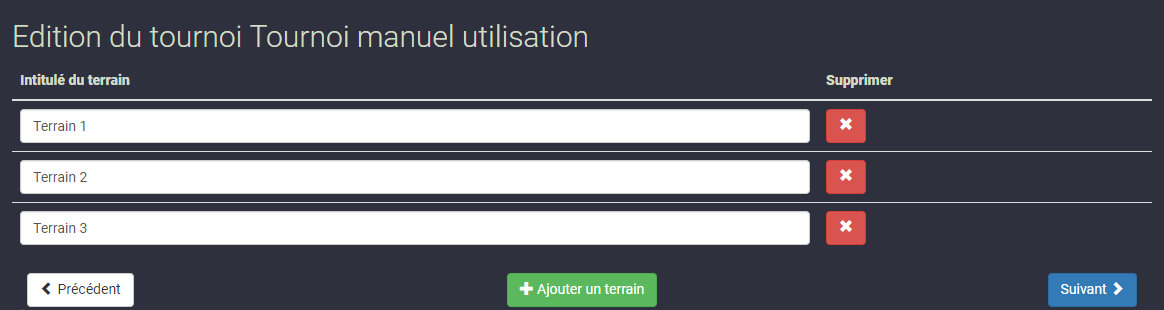 Edition du tournoi Tournoi manuel utilisation
Intitulé du terrain Supprimer
Terrain 1
Terrain 2
Terrain 3
Précédent Ajouter un terrain Suivant